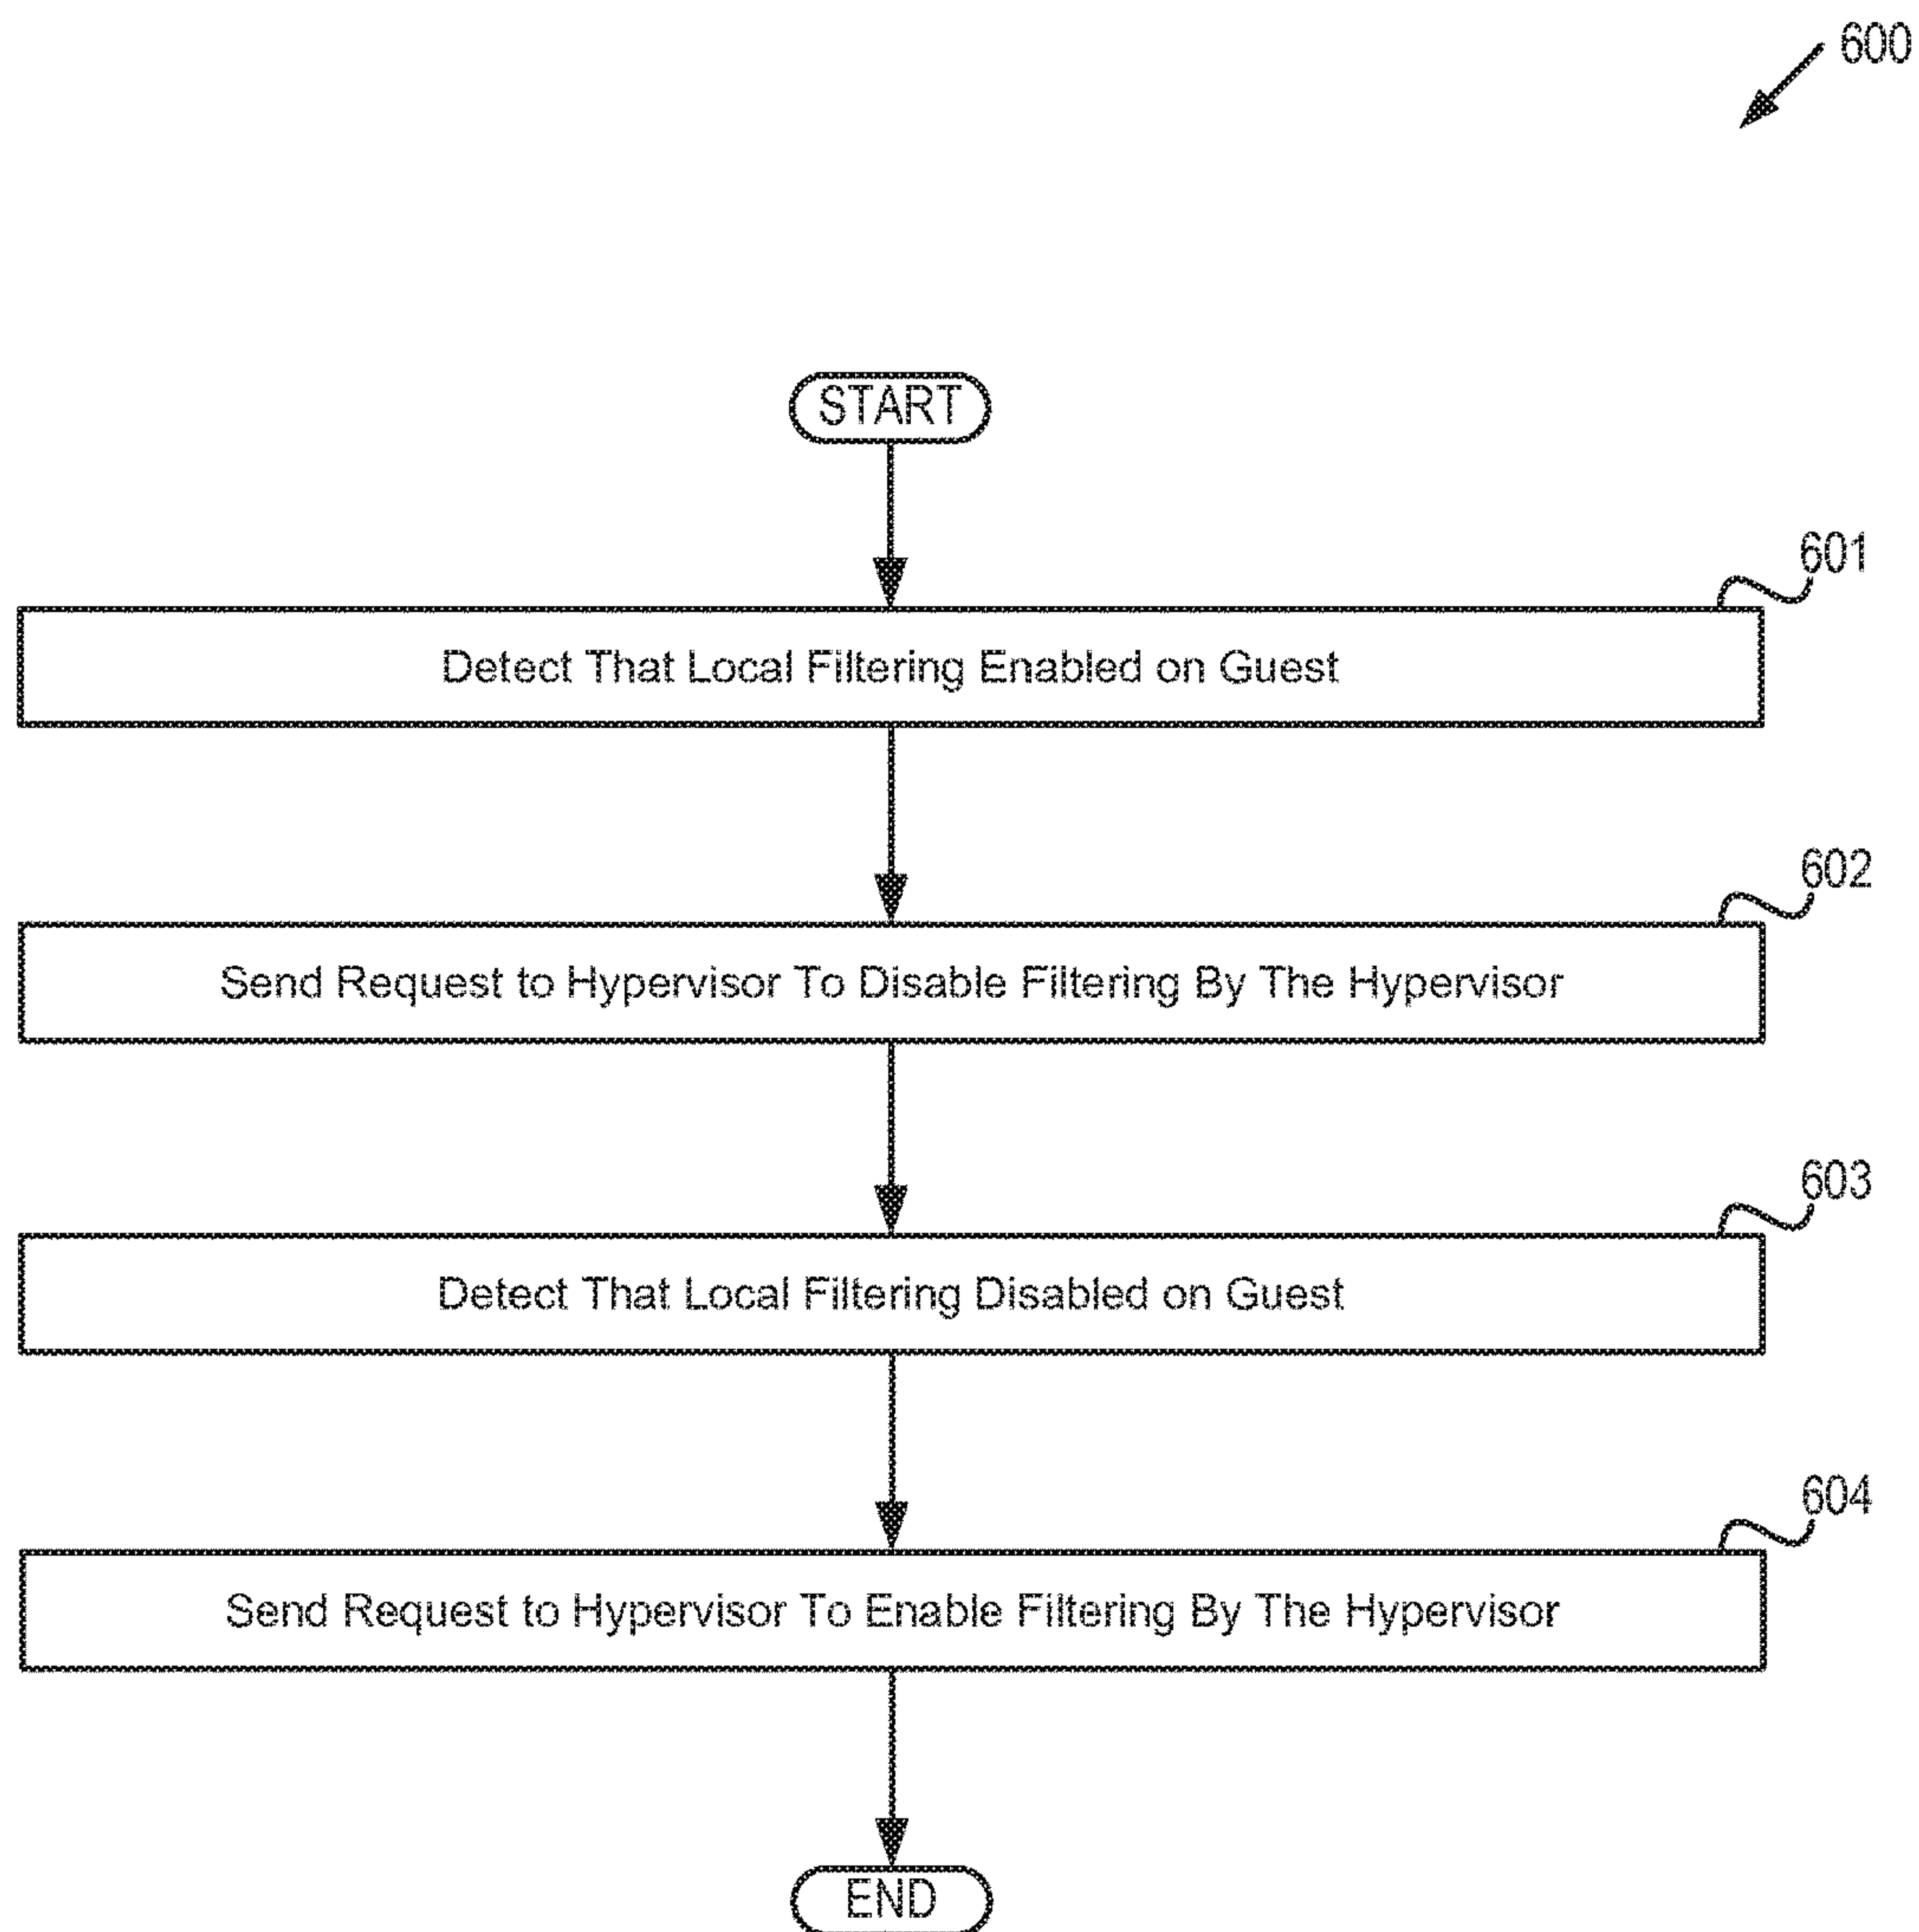 600
START
601
Detect That Local Filtering Enabled on Guest
602
Send Request to Hypervisor To Disable Filtering By The Hypervisor
603
Detect That Local Filtering Disabled on Guest
604
Send Request to Hypervisor To Enable Filtering By The Hypervisor
END